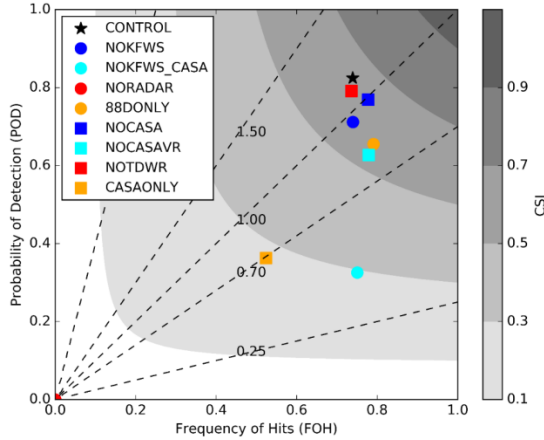 1.0
0.8
0.6
0.4
0.2
0.0
Probability of Detection (POD)
CONTROL
NOKFWS
NOKFWS_CASA
NORADAR
88DONLY
NOCASA
NOCASAVR
NOTDWR
CASAONLY
1.50
1.00
0.70
0.25
0.0 0.2 0.4 0.6 0.8 1.0
Frequency of Hits (FOH)
0.9
0.7
0.5
0.3
0.1
CSI